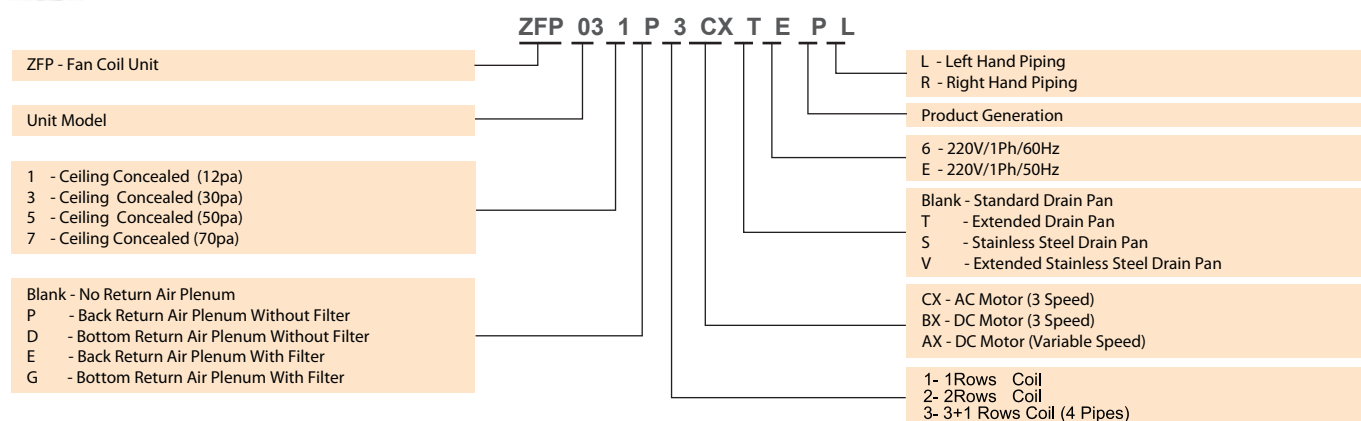 ZFP 03 1 P 3 CX T E P L
ZFP - Fan Coil Unit
Unit Model
1 - Ceiling Concealed (12pa)
3 - Ceiling Concealed (30pa)
5 - Ceiling Concealed (50pa)
7 - Ceiling Concealed (70pa)
Blank - No Return Air Plenum
P - Back Return Air Plenum Without Filter
D - Bottom Return Air Plenum Without Filter
E - Back Return Air Plenum With Filter
G - Bottom Return Air Plenum With Filter
L - Left Hand Piping
R - Right Hand Piping
Product Generation
6 - 220V/1Ph/60Hz
E - 220V/1Ph/50Hz
Blank - Standard Drain Pan
T - Extended Drain Pan
S - Stainless Steel Drain Pan
V - Extended Stainless Steel Drain Pan
CX - AC Motor (3 Speed)
BX - DC Motor (3 Speed)
AX - DC Motor (Variable Speed)
1- 1Rows Coil
2- 2Rows Coil
3- 3+1 Rows Coil (4 Pipes)